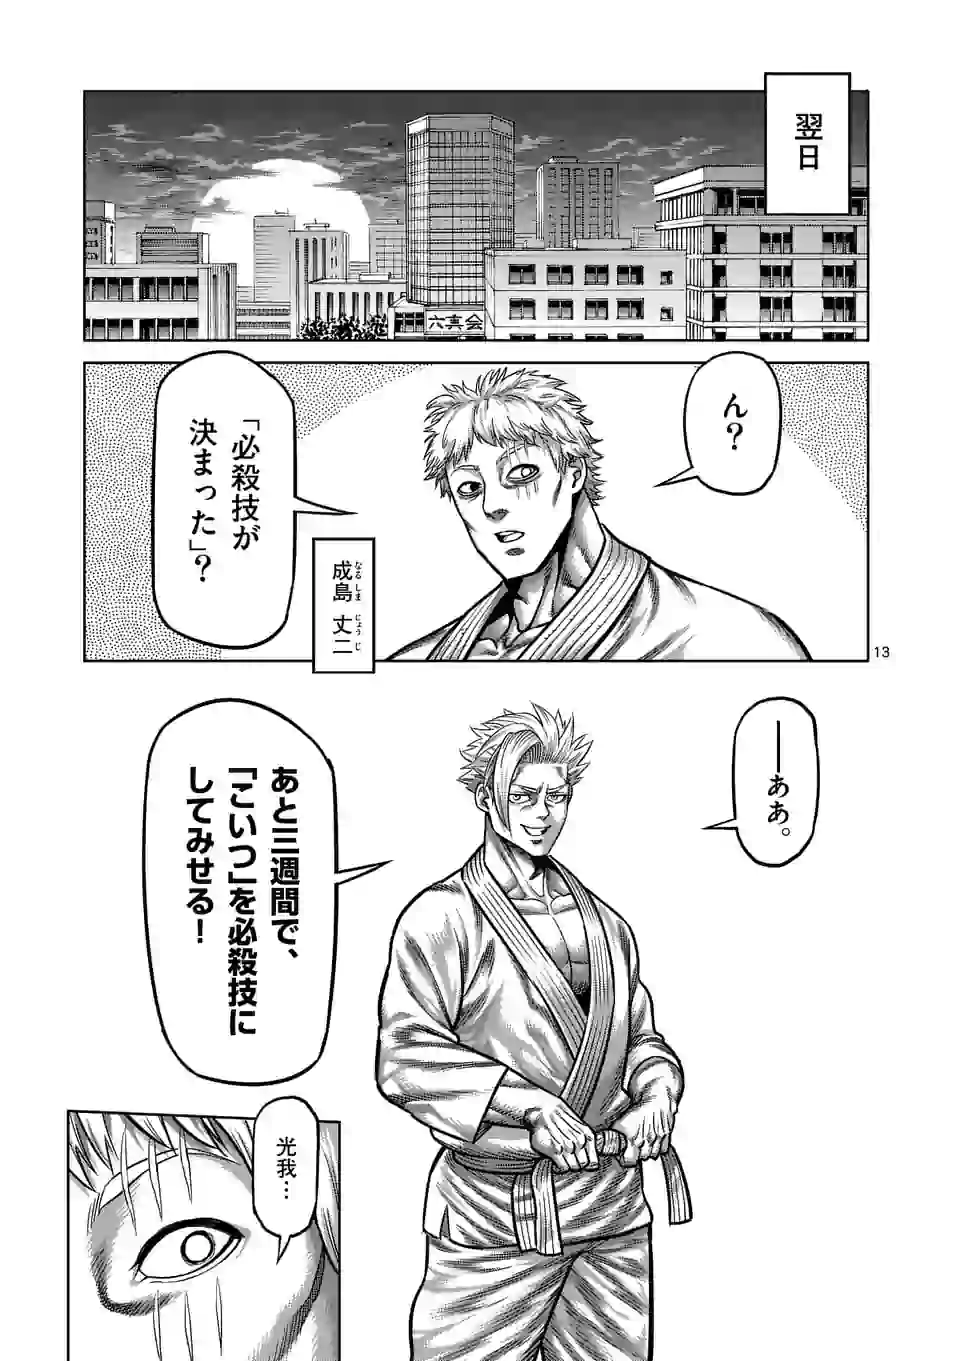 翌日
六真会
ん？
「必殺技が
決まった」？
成島 丈二
なるしま じょうじ
13
――ああ。
あと三週間で、
「こいつ」を必殺技に
してみせる！
光我…